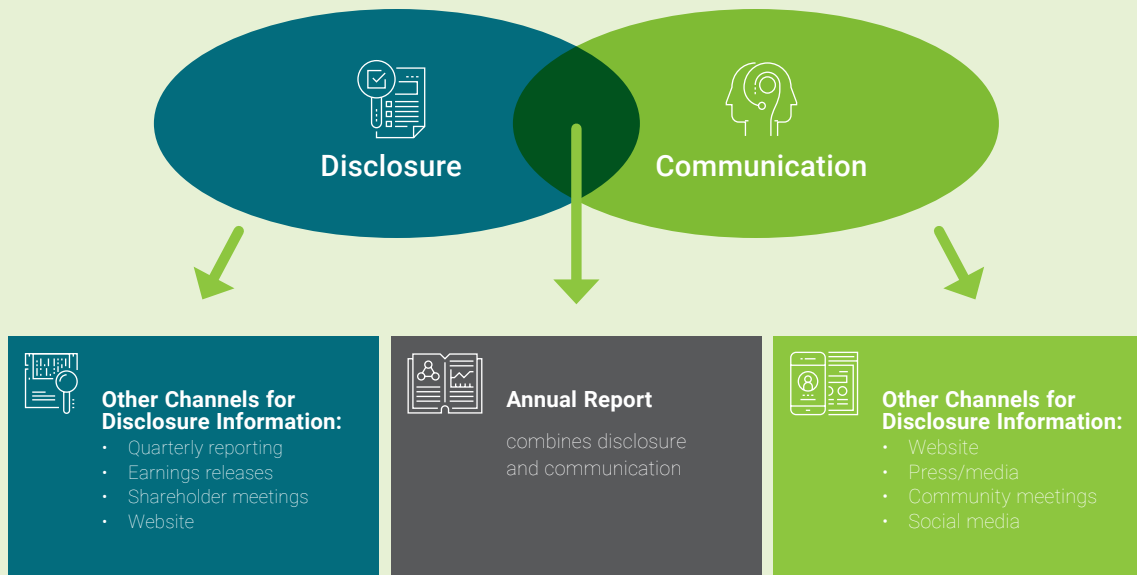 Disclosure
Communication
Other Channels for
Disclosure Information:
• Quarterly reporting
• Earnings releases
• Shareholder meetings
• Website
Annual Report
combines disclosure
and communication
Other Channels for
Disclosure Information:
• Website
• Press/media
• Community meetings
• Social media